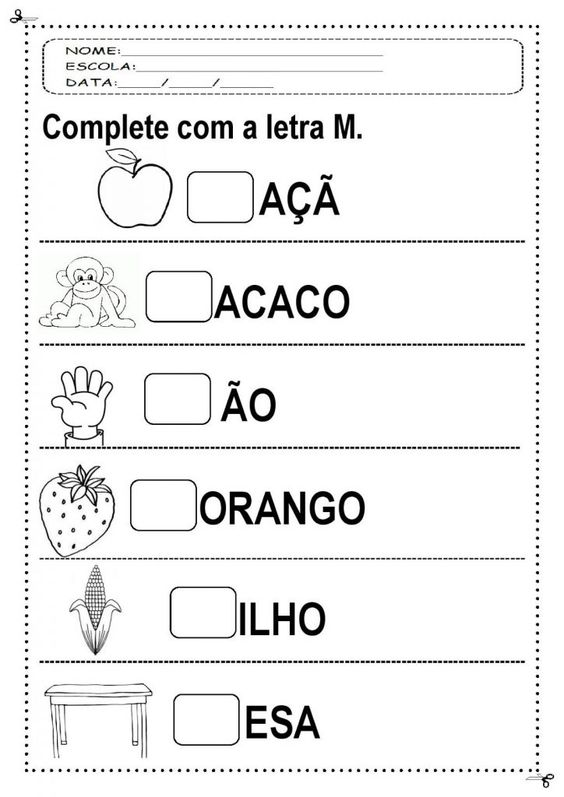 NOME:
ESCOLA:
DATA: / /
Complete com a letra M.
AÇÃ
ACACO
ÃO
ORANGO
ILHO
ESA